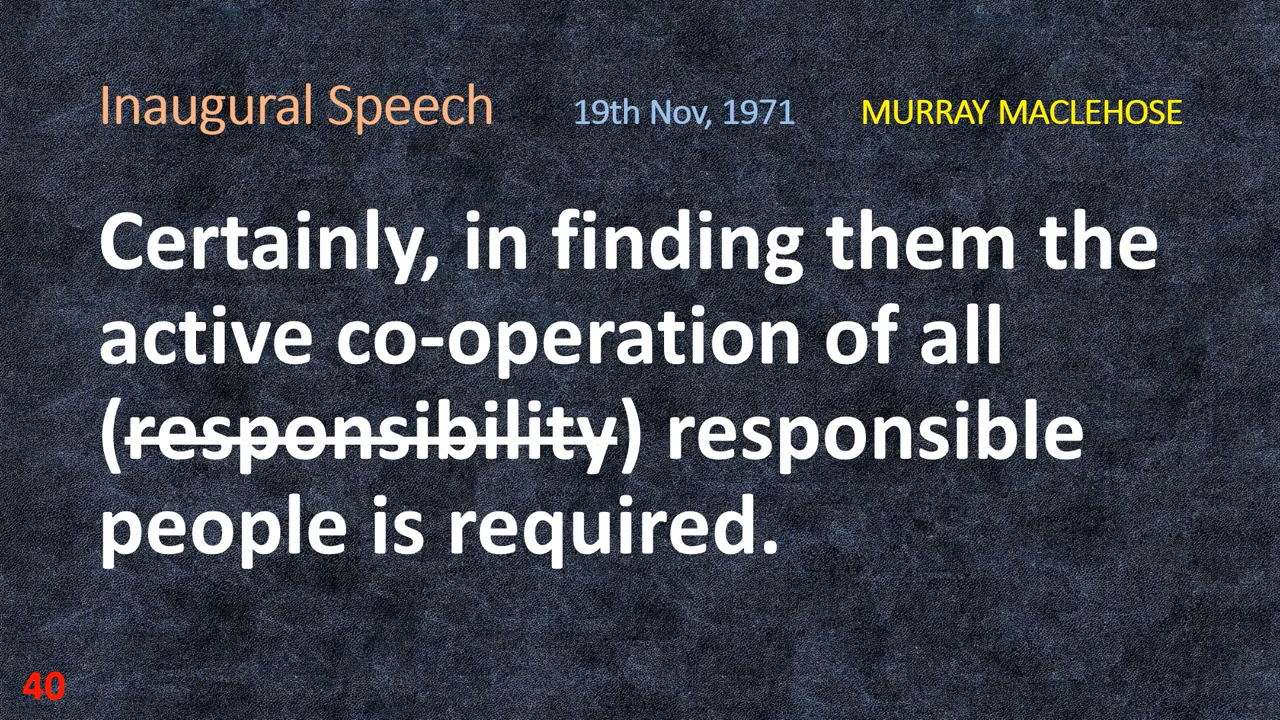 Inaugural Speech 19th Nov, 1971 MURRAY MACLEHOSE
Certainly, in finding them the
active co-operation of all
(responsibility) responsible
people is required.
40